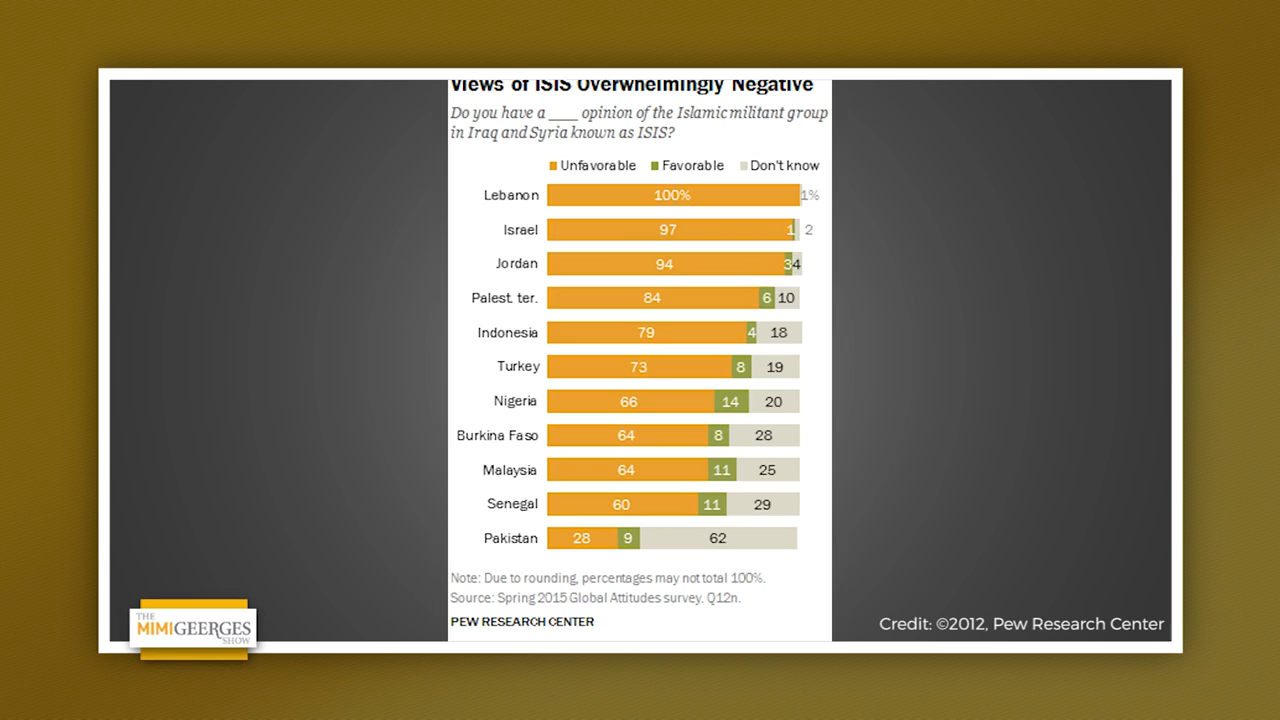 Views of ISIS Overwhelmingly Negative
Do you have a ___ opinion of the Islamic militant group
in Iraq and Syria known as ISIS?
Unfavorable Favorable Don't know
Lebanon 100% 1%
Israel 97 1 2
Jordan 94 3 4
Palest. ter. 84 6 10
Indonesia 79 4 18
Turkey 73 8 19
Nigeria 66 14 20
Burkina Faso 64 8 28
Malaysia 64 11 25
Senegal 60 11 29
Pakistan 28 9 62
Note: Due to rounding, percentages may not total 100%.
Source: Spring 2015 Global Attitudes survey. Q12n.
PEW RESEARCH CENTER
THE
MIMIGEERGES
SHOW
Credit: ©2012, Pew Research Center